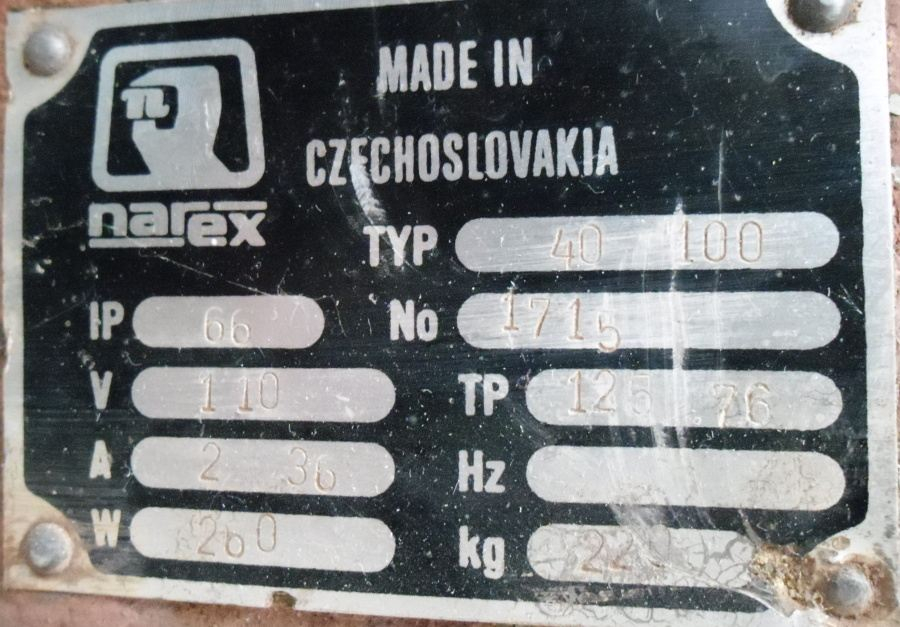 MADE IN
CZECHOSLOVAKIA
narex
TYP 40 100
IP 66
No 1715
V 110
TP 125 76
A 2 36
Hz
W 260
kg